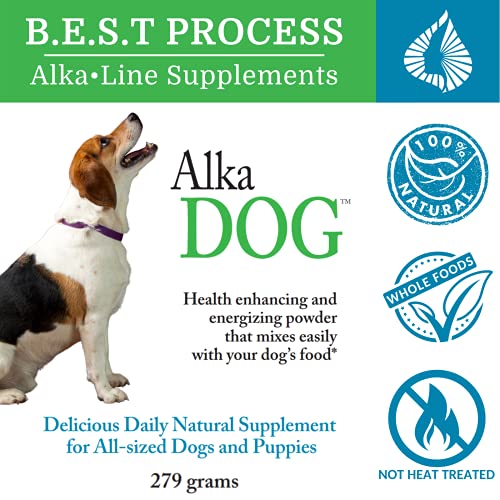 B.E.S.T PROCESS
Alka•Line Supplements
100%
NATURAL
Alka
DOG™
WHOLE FOODS
Health enhancing and
energizing powder
that mixes easily
with your dog's food*
NOT HEAT TREATED
Delicious Daily Natural Supplement
for All-sized Dogs and Puppies
279 grams